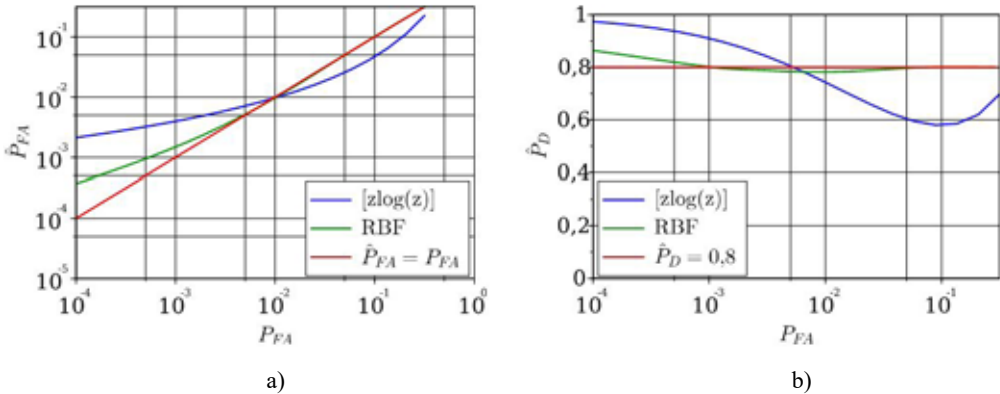 10^-1
10^-2
10^-3
10^-4
10^-5
P̂_FA
[zlog(z)]
RBF
P̂_FA = P_FA
10^-4 10^-3 10^-2 10^-1 10^0
P_FA
a)
1
0,8
0,6
0,4
0,2
0
P̂_D
[zlog(z)]
RBF
P̂_D = 0,8
10^-4 10^-3 10^-2 10^-1
P_FA
b)